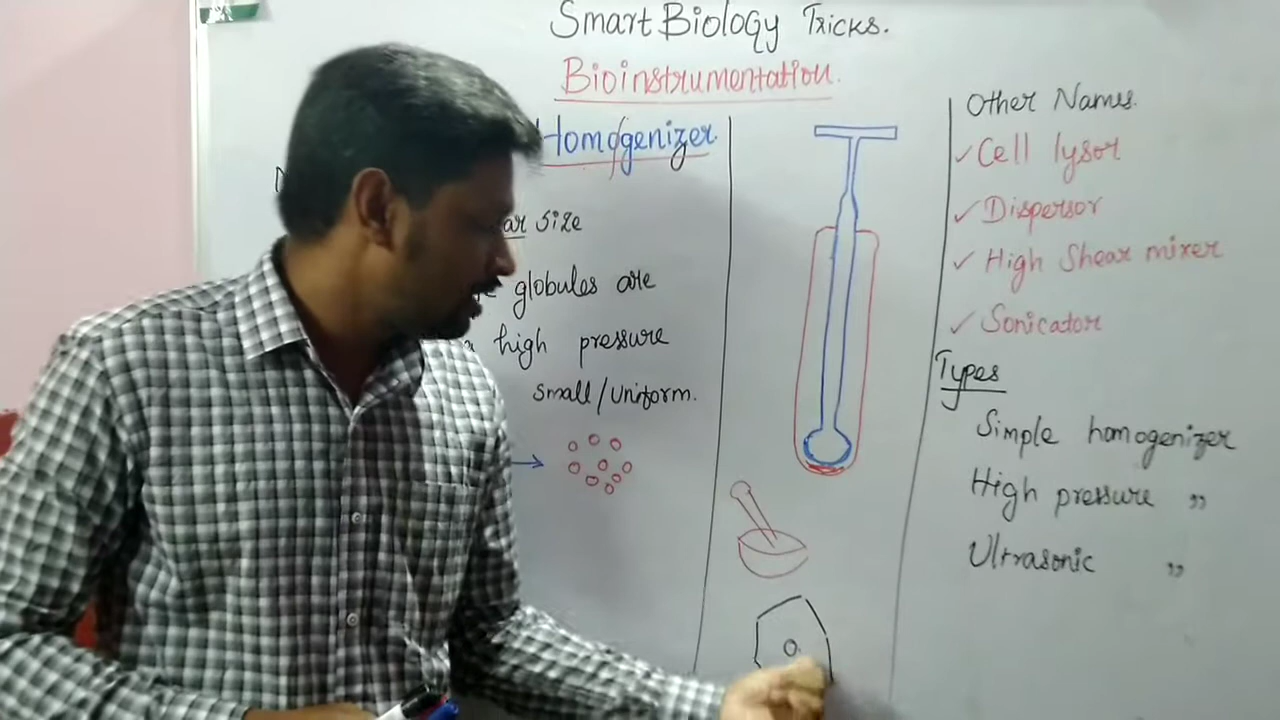 Smart Biology Tricks.
Bioinstrumentation.
Homogenizer
size
globules are
high pressure
small/uniform.
Other Names.
✓ Cell lysor
✓ Dispersor
✓ High Shear mixer
✓ Sonicator
Types
Simple homogenizer
High pressure "
Ultrasonic "